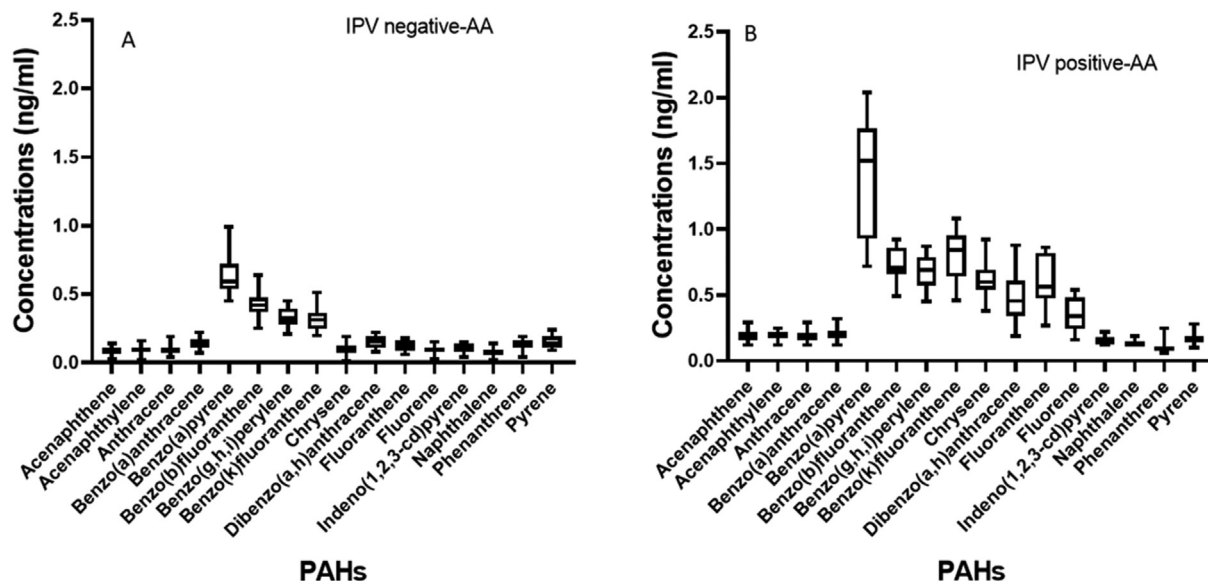 A
IPV negative-AA
Concentrations (ng/ml)
2.5
2.0
1.5
1.0
0.5
0.0
Acenaphthene
Acenaphthylene
Anthracene
Benzo(a)anthracene
Benzo(a)pyrene
Benzo(b)fluoranthene
Benzo(g,h,i)perylene
Benzo(k)fluoranthene
Chrysene
Dibenzo(a,h)anthracene
Fluoranthene
Fluorene
Indeno(1,2,3-cd)pyrene
Naphthalene
Phenanthrene
Pyrene
PAHs
B
IPV positive-AA
Concentrations (ng/ml)
2.5
2.0
1.5
1.0
0.5
0.0
Acenaphthene
Acenaphthylene
Anthracene
Benzo(a)anthracene
Benzo(a)pyrene
Benzo(b)fluoranthene
Benzo(g,h,i)perylene
Benzo(k)fluoranthene
Chrysene
Dibenzo(a,h)anthracene
Fluoranthene
Fluorene
Indeno(1,2,3-cd)pyrene
Naphthalene
Phenanthrene
Pyrene
PAHs